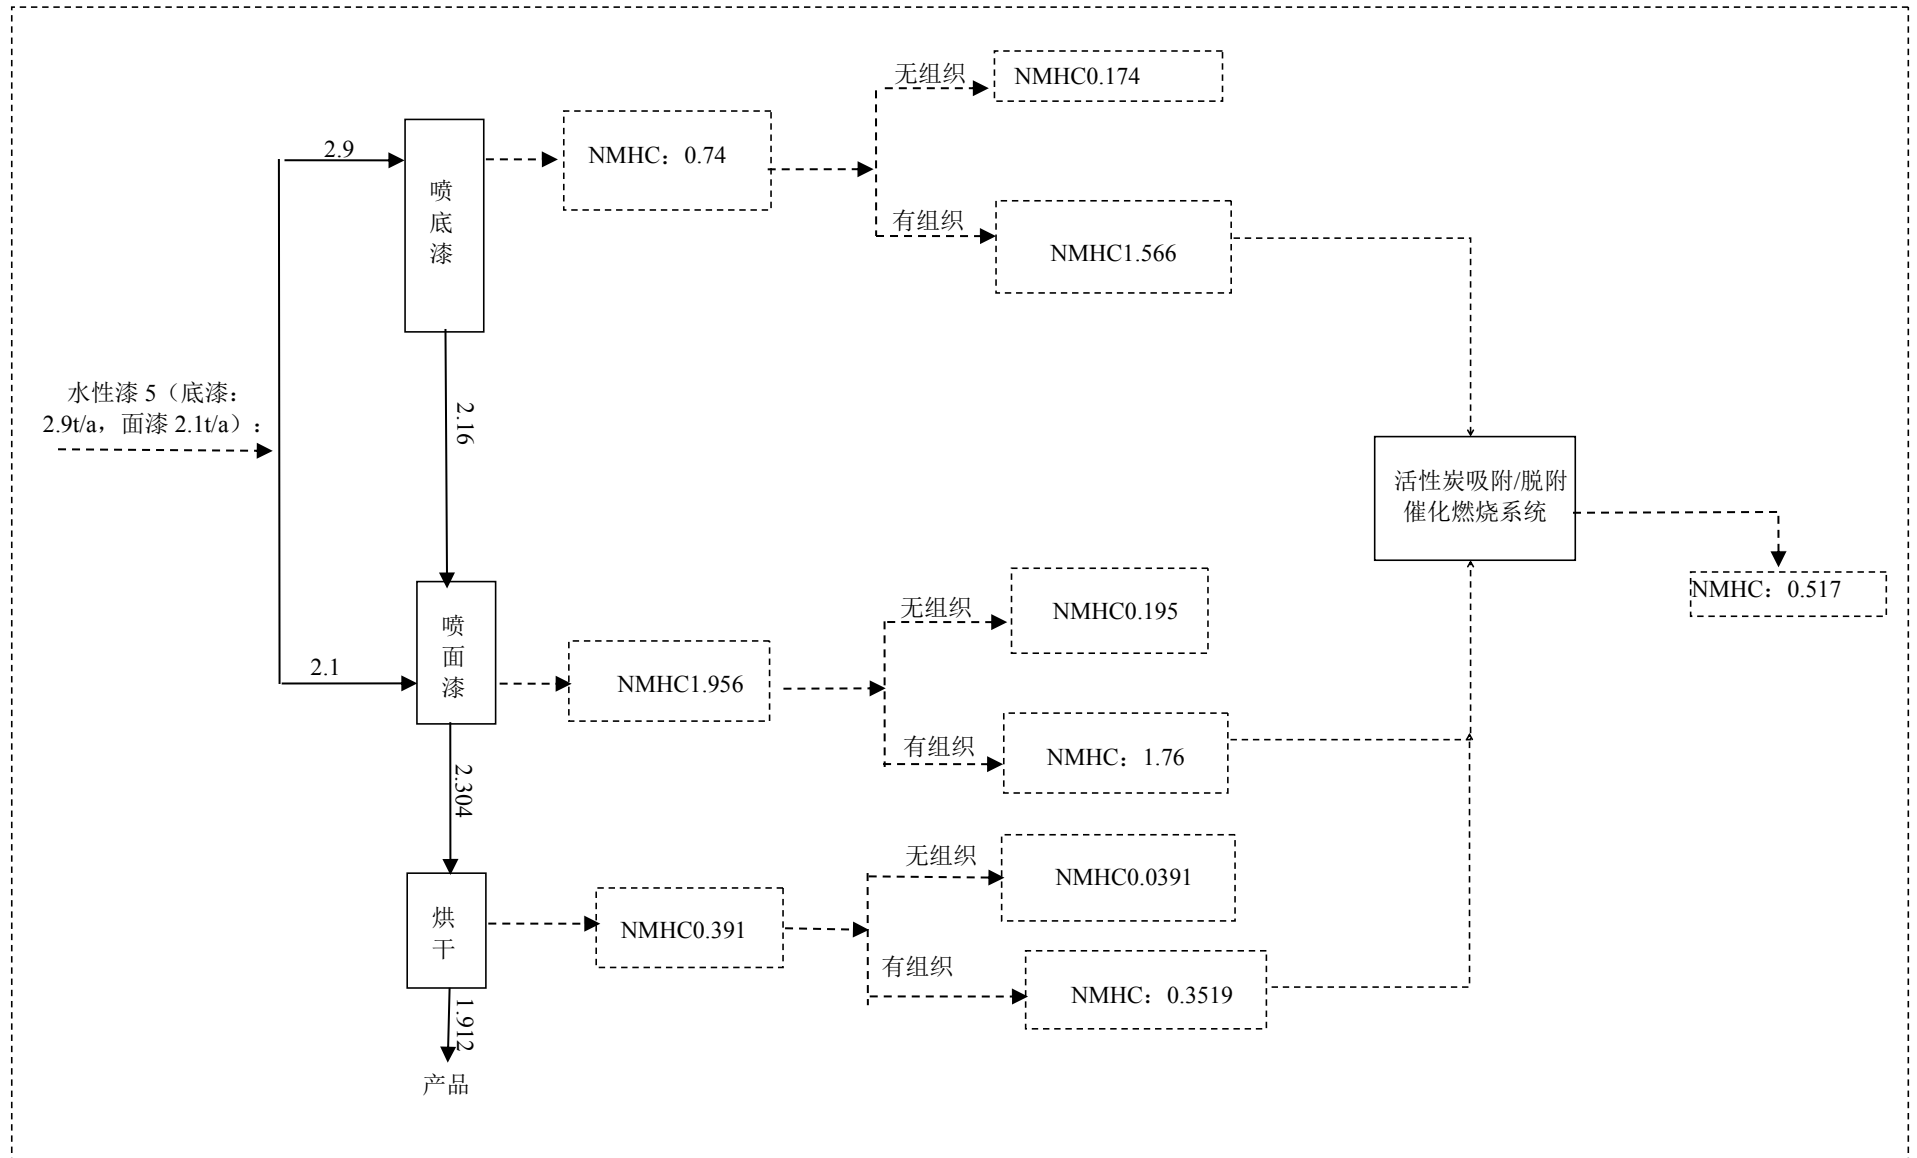 无组织
NMHC0.174
2.9
喷底漆
NMHC：0.74
有组织
NMHC1.566
水性漆 5（底漆：
2.9t/a，面漆 2.1t/a）：
2.16
活性炭吸附/脱附
催化燃烧系统
NMHC：0.517
无组织
NMHC0.195
喷面漆
2.1
NMHC1.956
有组织
NMHC：1.76
2.304
无组织
NMHC0.0391
烘干
NMHC0.391
有组织
NMHC：0.3519
1.912
产品